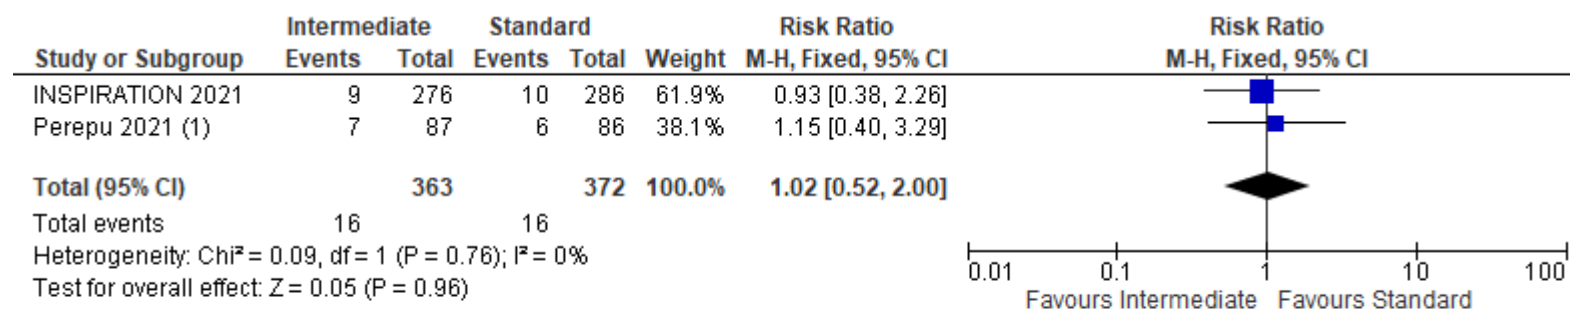 Intermediate Standard Risk Ratio Risk Ratio
Study or Subgroup Events Total Events Total Weight M-H, Fixed, 95% CI M-H, Fixed, 95% CI
INSPIRATION 2021 9 276 10 286 61.9% 0.93 [0.38, 2.26]
Perepu 2021 (1) 7 87 6 86 38.1% 1.15 [0.40, 3.29]
Total (95% CI) 363 372 100.0% 1.02 [0.52, 2.00]
Total events 16 16
Heterogeneity: Chi² = 0.09, df = 1 (P = 0.76); I² = 0%
Test for overall effect: Z = 0.05 (P = 0.96)
0.01 0.1 1 10 100
Favours Intermediate Favours Standard